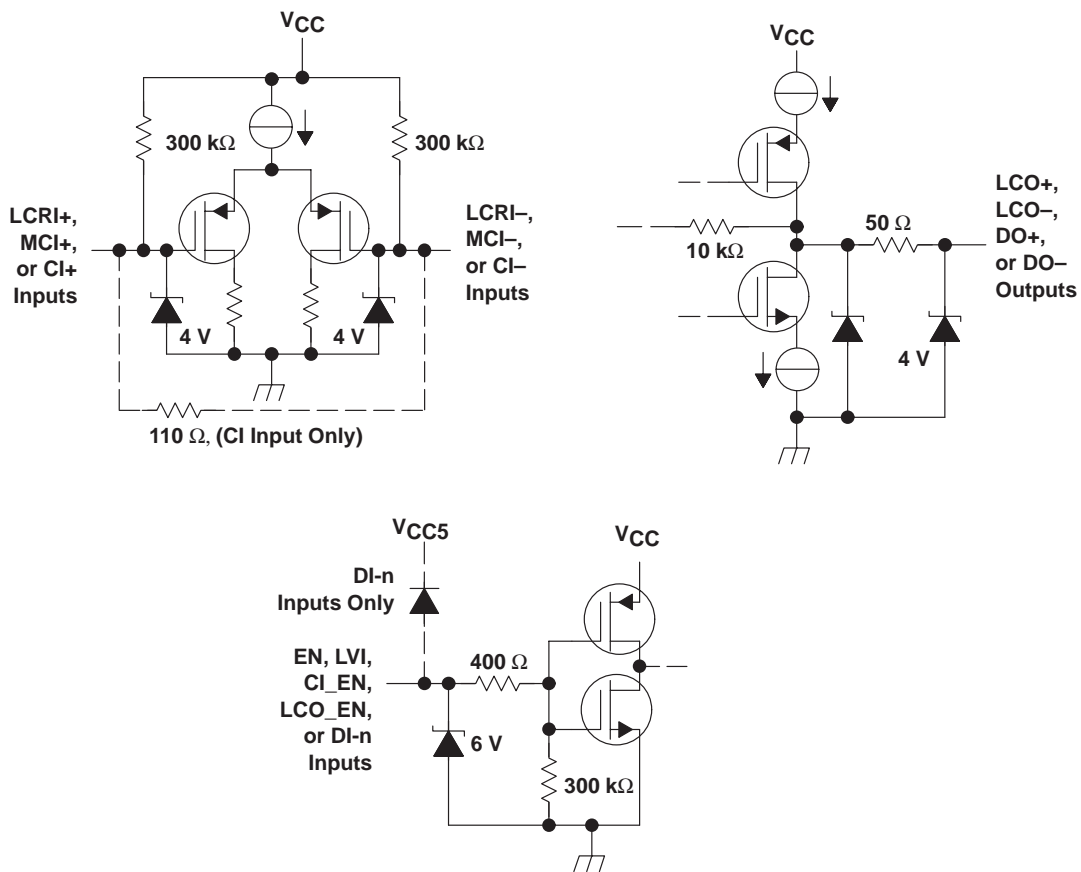 VCC
300 kΩ
300 kΩ
LCRI+,
MCI+,
or CI+
Inputs
LCRI–,
MCI–,
or CI–
Inputs
4 V
4 V
110 Ω, (CI Input Only)
VCC
10 kΩ
50 Ω
LCO+,
LCO–,
DO+,
or DO–
Outputs
4 V
VCC5
DI-n
Inputs Only
EN, LVI,
CI_EN,
LCO_EN,
or DI-n
Inputs
400 Ω
6 V
VCC
300 kΩ